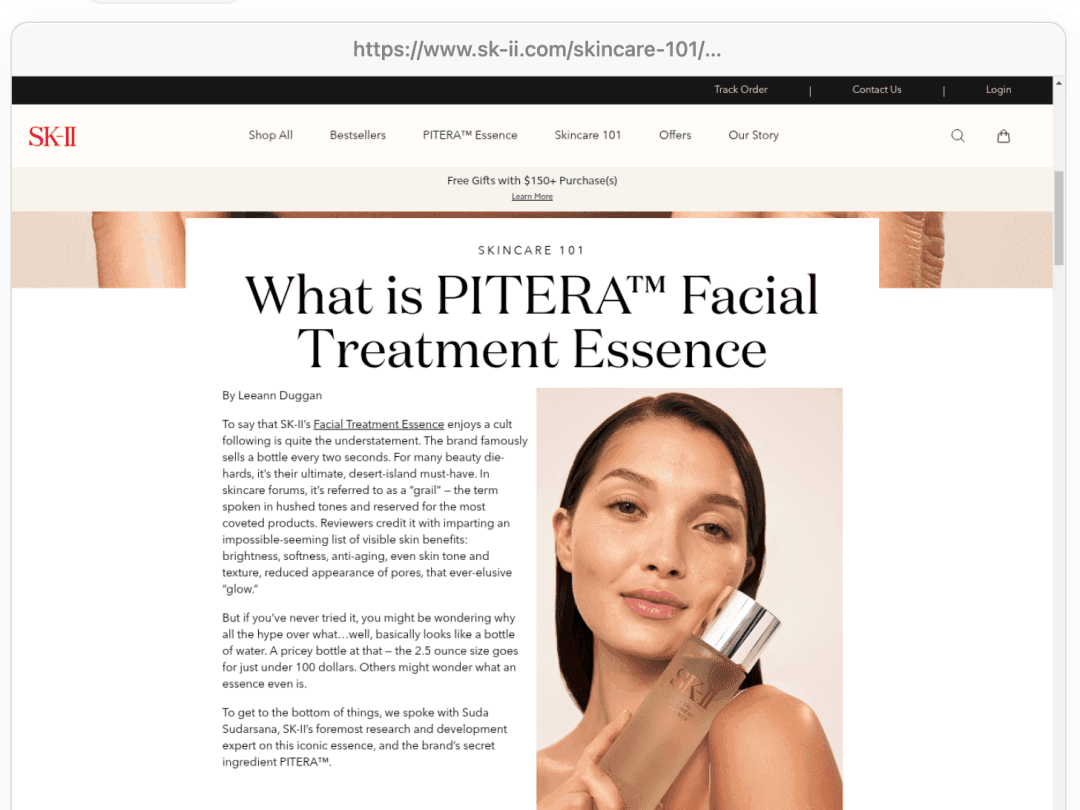 https://www.sk-ii.com/skincare-101/...
Track Order | Contact Us | Login
SK-II
Shop All Bestsellers PITERA™ Essence Skincare 101 Offers Our Story
Free Gifts with $150+ Purchase(s)
Learn More
SKINCARE 101
What is PITERA™ Facial
Treatment Essence
By Leeann Duggan
To say that SK-II’s Facial Treatment Essence enjoys a cult
following is quite the understatement. The brand famously
sells a bottle every two seconds. For many beauty die-
hards, it’s their ultimate, desert-island must-have. In
skincare forums, it’s referred to as a “grail” – the term
spoken in hushed tones and reserved for the most
coveted products. Reviewers credit it with imparting an
impossible-seeming list of visible skin benefits:
brightness, softness, anti-aging, even skin tone and
texture, reduced appearance of pores, that ever-elusive
“glow.”
But if you’ve never tried it, you might be wondering why
all the hype over what…well, basically looks like a bottle
of water. A pricey bottle at that – the 2.5 ounce size goes
for just under 100 dollars. Others might wonder what an
essence even is.
To get to the bottom of things, we spoke with Suda
Sudarsana, SK-II’s foremost research and development
expert on this iconic essence, and the brand’s secret
ingredient PITERA™.
SK-II